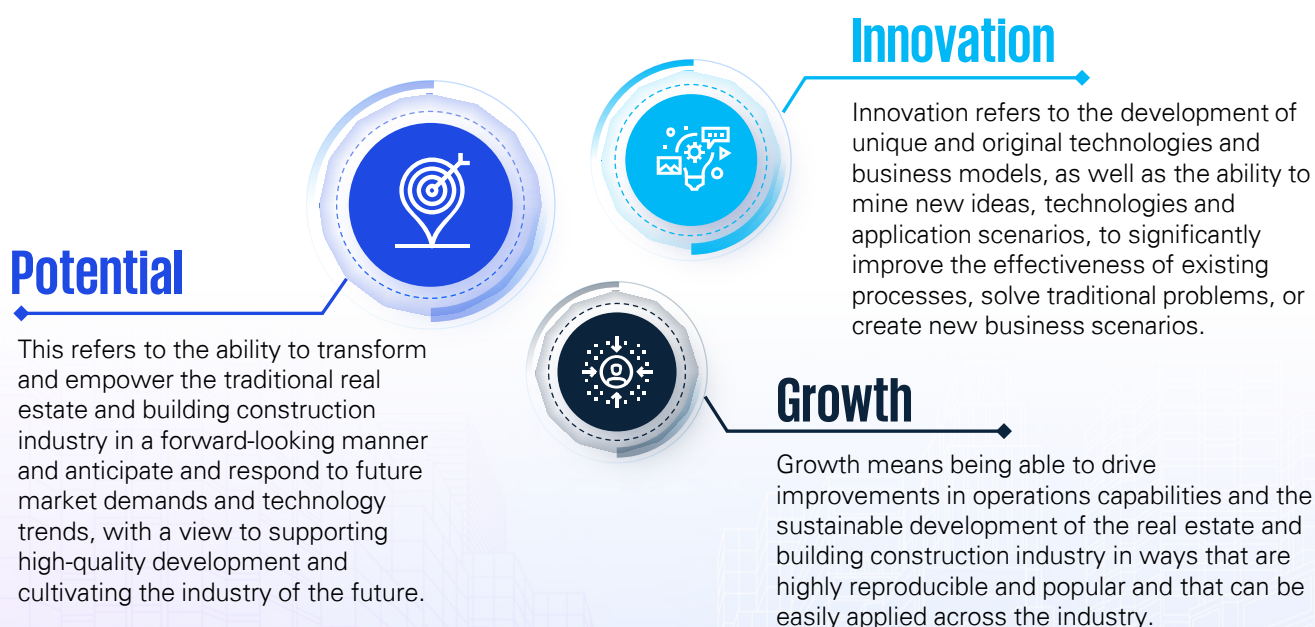 Potential
This refers to the ability to transform
and empower the traditional real
estate and building construction
industry in a forward-looking manner
and anticipate and respond to future
market demands and technology
trends, with a view to supporting
high-quality development and
cultivating the industry of the future.
Innovation
Innovation refers to the development of
unique and original technologies and
business models, as well as the ability to
mine new ideas, technologies and
application scenarios, to significantly
improve the effectiveness of existing
processes, solve traditional problems, or
create new business scenarios.
Growth
Growth means being able to drive
improvements in operations capabilities and the
sustainable development of the real estate and
building construction industry in ways that are
highly reproducible and popular and that can be
easily applied across the industry.